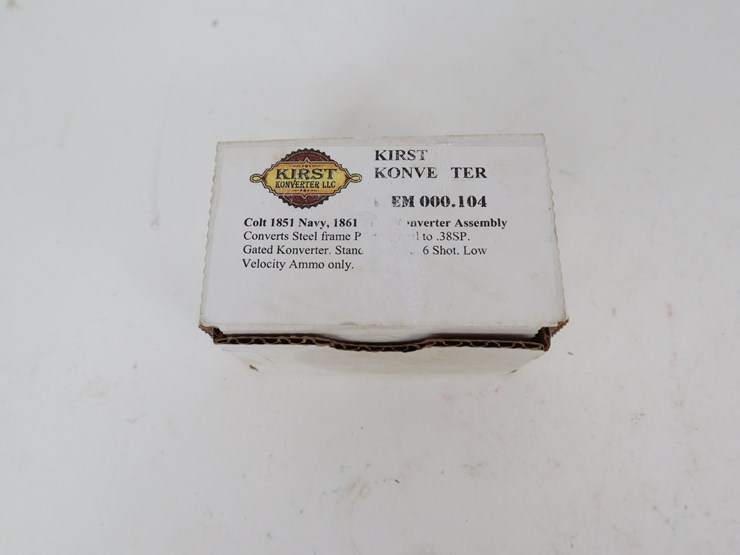 KIRST
KONVERTER LLC
KIRST
KONVE TER
EM 000.104
Colt 1851 Navy, 1861 nverter Assembly
Converts Steel frame P l to .38SP.
Gated Konverter. Stand 6 Shot. Low
Velocity Ammo only.